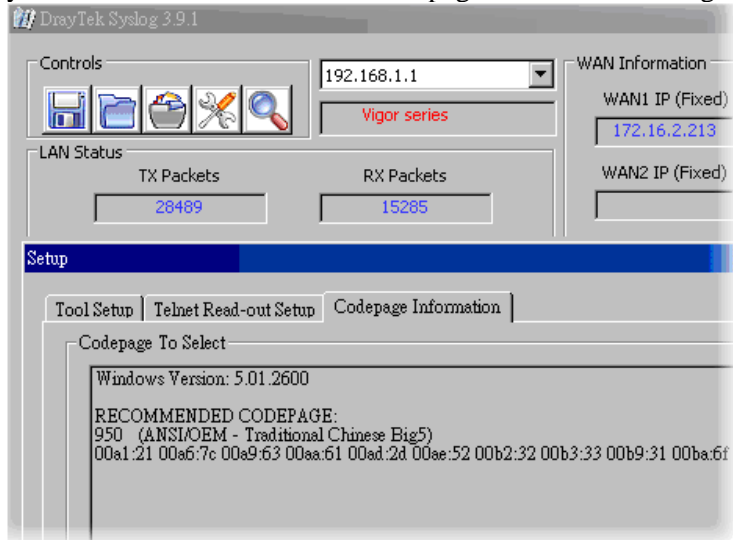 DrayTek Syslog 3.9.1
Controls
192.168.1.1
Vigor series
WAN Information
WAN1 IP (Fixed)
172.16.2.213
WAN2 IP (Fixed)
LAN Status
TX Packets
RX Packets
28489
15285
Setup
Tool Setup
Telnet Read-out Setup
Codepage Information
Codepage To Select
Windows Version: 5.01.2600
RECOMMENDED CODEPAGE:
950 (ANSI/OEM - Traditional Chinese Big5)
00a1:21 00a6:7c 00a9:63 00aa:61 00ad:2d 00ae:52 00b2:32 00b3:33 00b9:31 00ba:6f